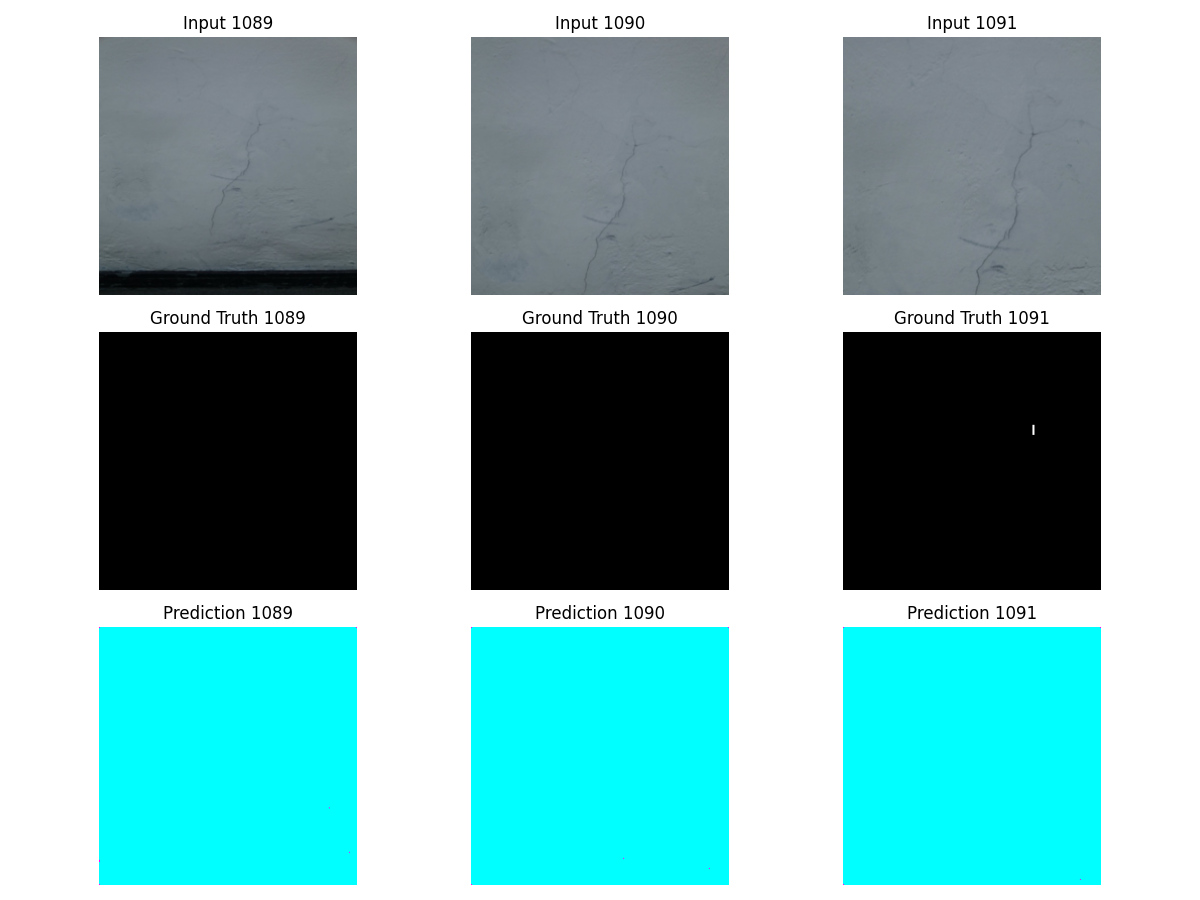 Input 1089
Input 1090
Input 1091
Ground Truth 1089
Ground Truth 1090
Ground Truth 1091
Prediction 1089
Prediction 1090
Prediction 1091